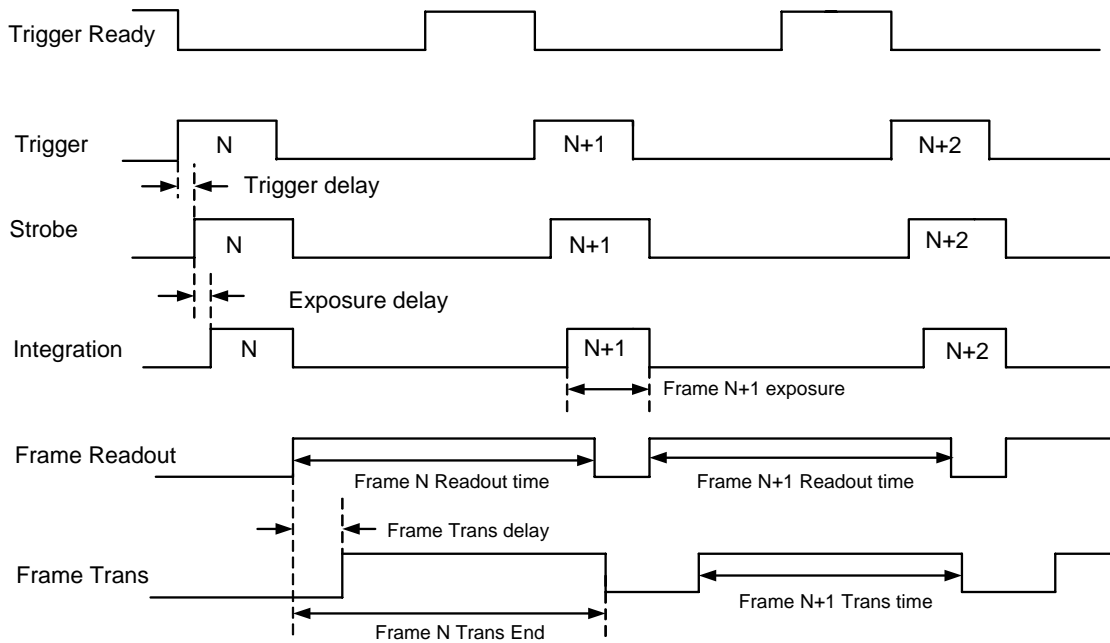 Trigger Ready
Trigger
N
N+1
N+2
Trigger delay
Strobe
N
N+1
N+2
Exposure delay
Integration
N
N+1
N+2
Frame N+1 exposure
Frame Readout
Frame N Readout time
Frame N+1 Readout time
Frame Trans delay
Frame Trans
Frame N+1 Trans time
Frame N Trans End